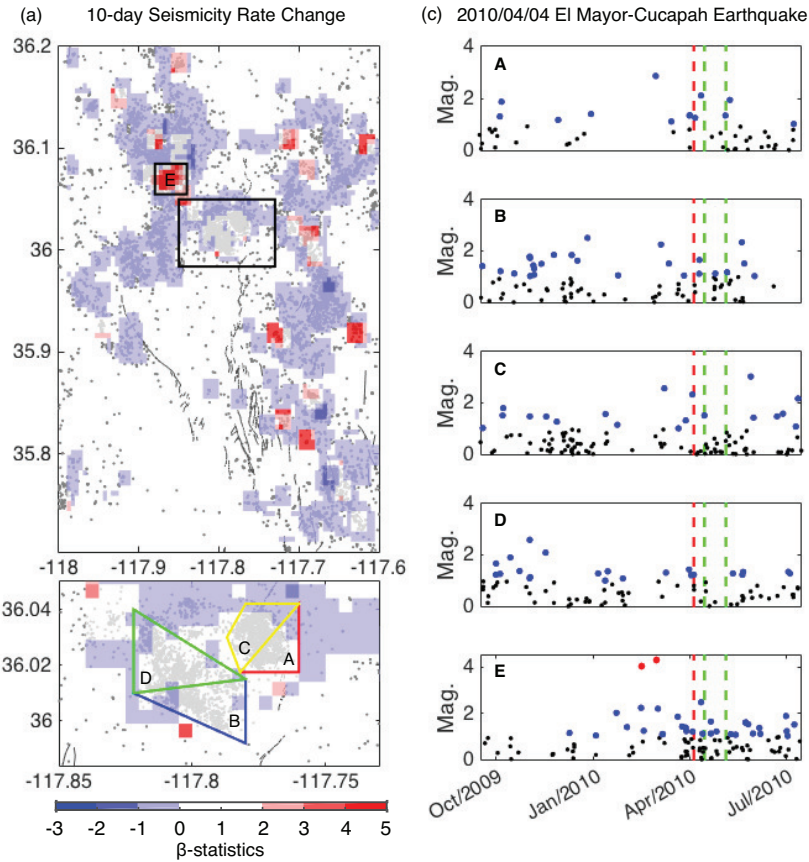 (a) 10-day Seismicity Rate Change
36.2
36.1
36
35.9
35.8
E
-118 -117.9 -117.8 -117.7 -117.6
36.04
36.02
36
D
C
A
B
-117.85 -117.8 -117.75
-3 -2 -1 0 1 2 3 4 5
β-statistics
(c) 2010/04/04 El Mayor-Cucapah Earthquake
4
2
0
Mag.
A
4
2
0
Mag.
B
4
2
0
Mag.
C
4
2
0
Mag.
D
4
2
0
Mag.
E
Oct/2009 Jan/2010 Apr/2010 Jul/2010